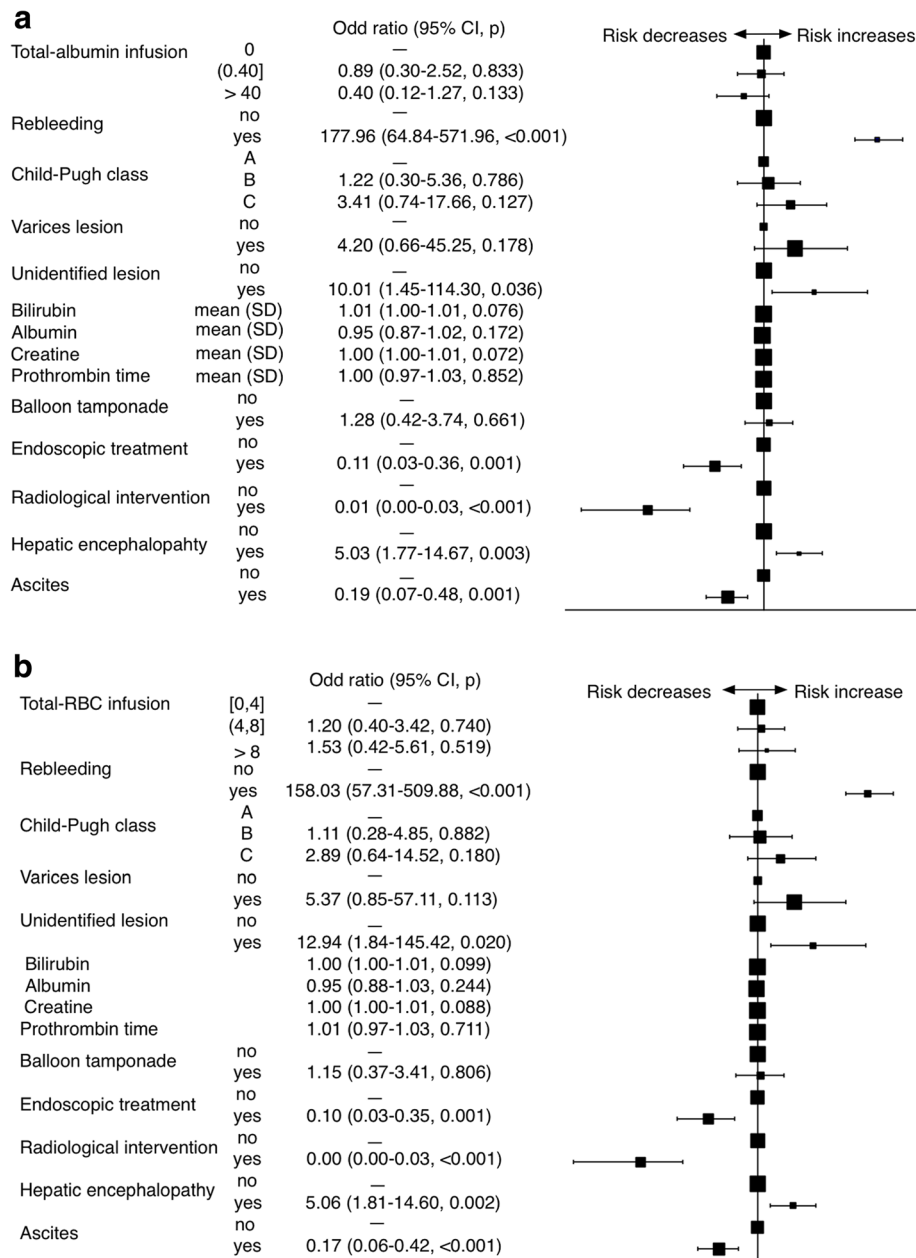 a
Odd ratio (95% CI, p)
Risk decreases Risk increases
Total-albumin infusion 0 —
(0.40] 0.89 (0.30-2.52, 0.833)
> 40 0.40 (0.12-1.27, 0.133)
Rebleeding no —
yes 177.96 (64.84-571.96, <0.001)
Child-Pugh class A —
B 1.22 (0.30-5.36, 0.786)
C 3.41 (0.74-17.66, 0.127)
Varices lesion no —
yes 4.20 (0.66-45.25, 0.178)
Unidentified lesion no —
yes 10.01 (1.45-114.30, 0.036)
Bilirubin mean (SD) 1.01 (1.00-1.01, 0.076)
Albumin mean (SD) 0.95 (0.87-1.02, 0.172)
Creatine mean (SD) 1.00 (1.00-1.01, 0.072)
Prothrombin time mean (SD) 1.00 (0.97-1.03, 0.852)
Balloon tamponade no —
yes 1.28 (0.42-3.74, 0.661)
Endoscopic treatment no —
yes 0.11 (0.03-0.36, 0.001)
Radiological intervention no —
yes 0.01 (0.00-0.03, <0.001)
Hepatic encephalopahty no —
yes 5.03 (1.77-14.67, 0.003)
Ascites no —
yes 0.19 (0.07-0.48, 0.001)
b
Odd ratio (95% CI, p)
Risk decreases Risk increase
Total-RBC infusion [0,4] —
(4,8] 1.20 (0.40-3.42, 0.740)
> 8 1.53 (0.42-5.61, 0.519)
Rebleeding no —
yes 158.03 (57.31-509.88, <0.001)
Child-Pugh class A —
B 1.11 (0.28-4.85, 0.882)
C 2.89 (0.64-14.52, 0.180)
Varices lesion no —
yes 5.37 (0.85-57.11, 0.113)
Unidentified lesion no —
yes 12.94 (1.84-145.42, 0.020)
Bilirubin 1.00 (1.00-1.01, 0.099)
Albumin 0.95 (0.88-1.03, 0.244)
Creatine 1.00 (1.00-1.01, 0.088)
Prothrombin time 1.01 (0.97-1.03, 0.711)
Balloon tamponade no —
yes 1.15 (0.37-3.41, 0.806)
Endoscopic treatment no —
yes 0.10 (0.03-0.35, 0.001)
Radiological intervention no —
yes 0.00 (0.00-0.03, <0.001)
Hepatic encephalopathy no —
yes 5.06 (1.81-14.60, 0.002)
Ascites no —
yes 0.17 (0.06-0.42, <0.001)